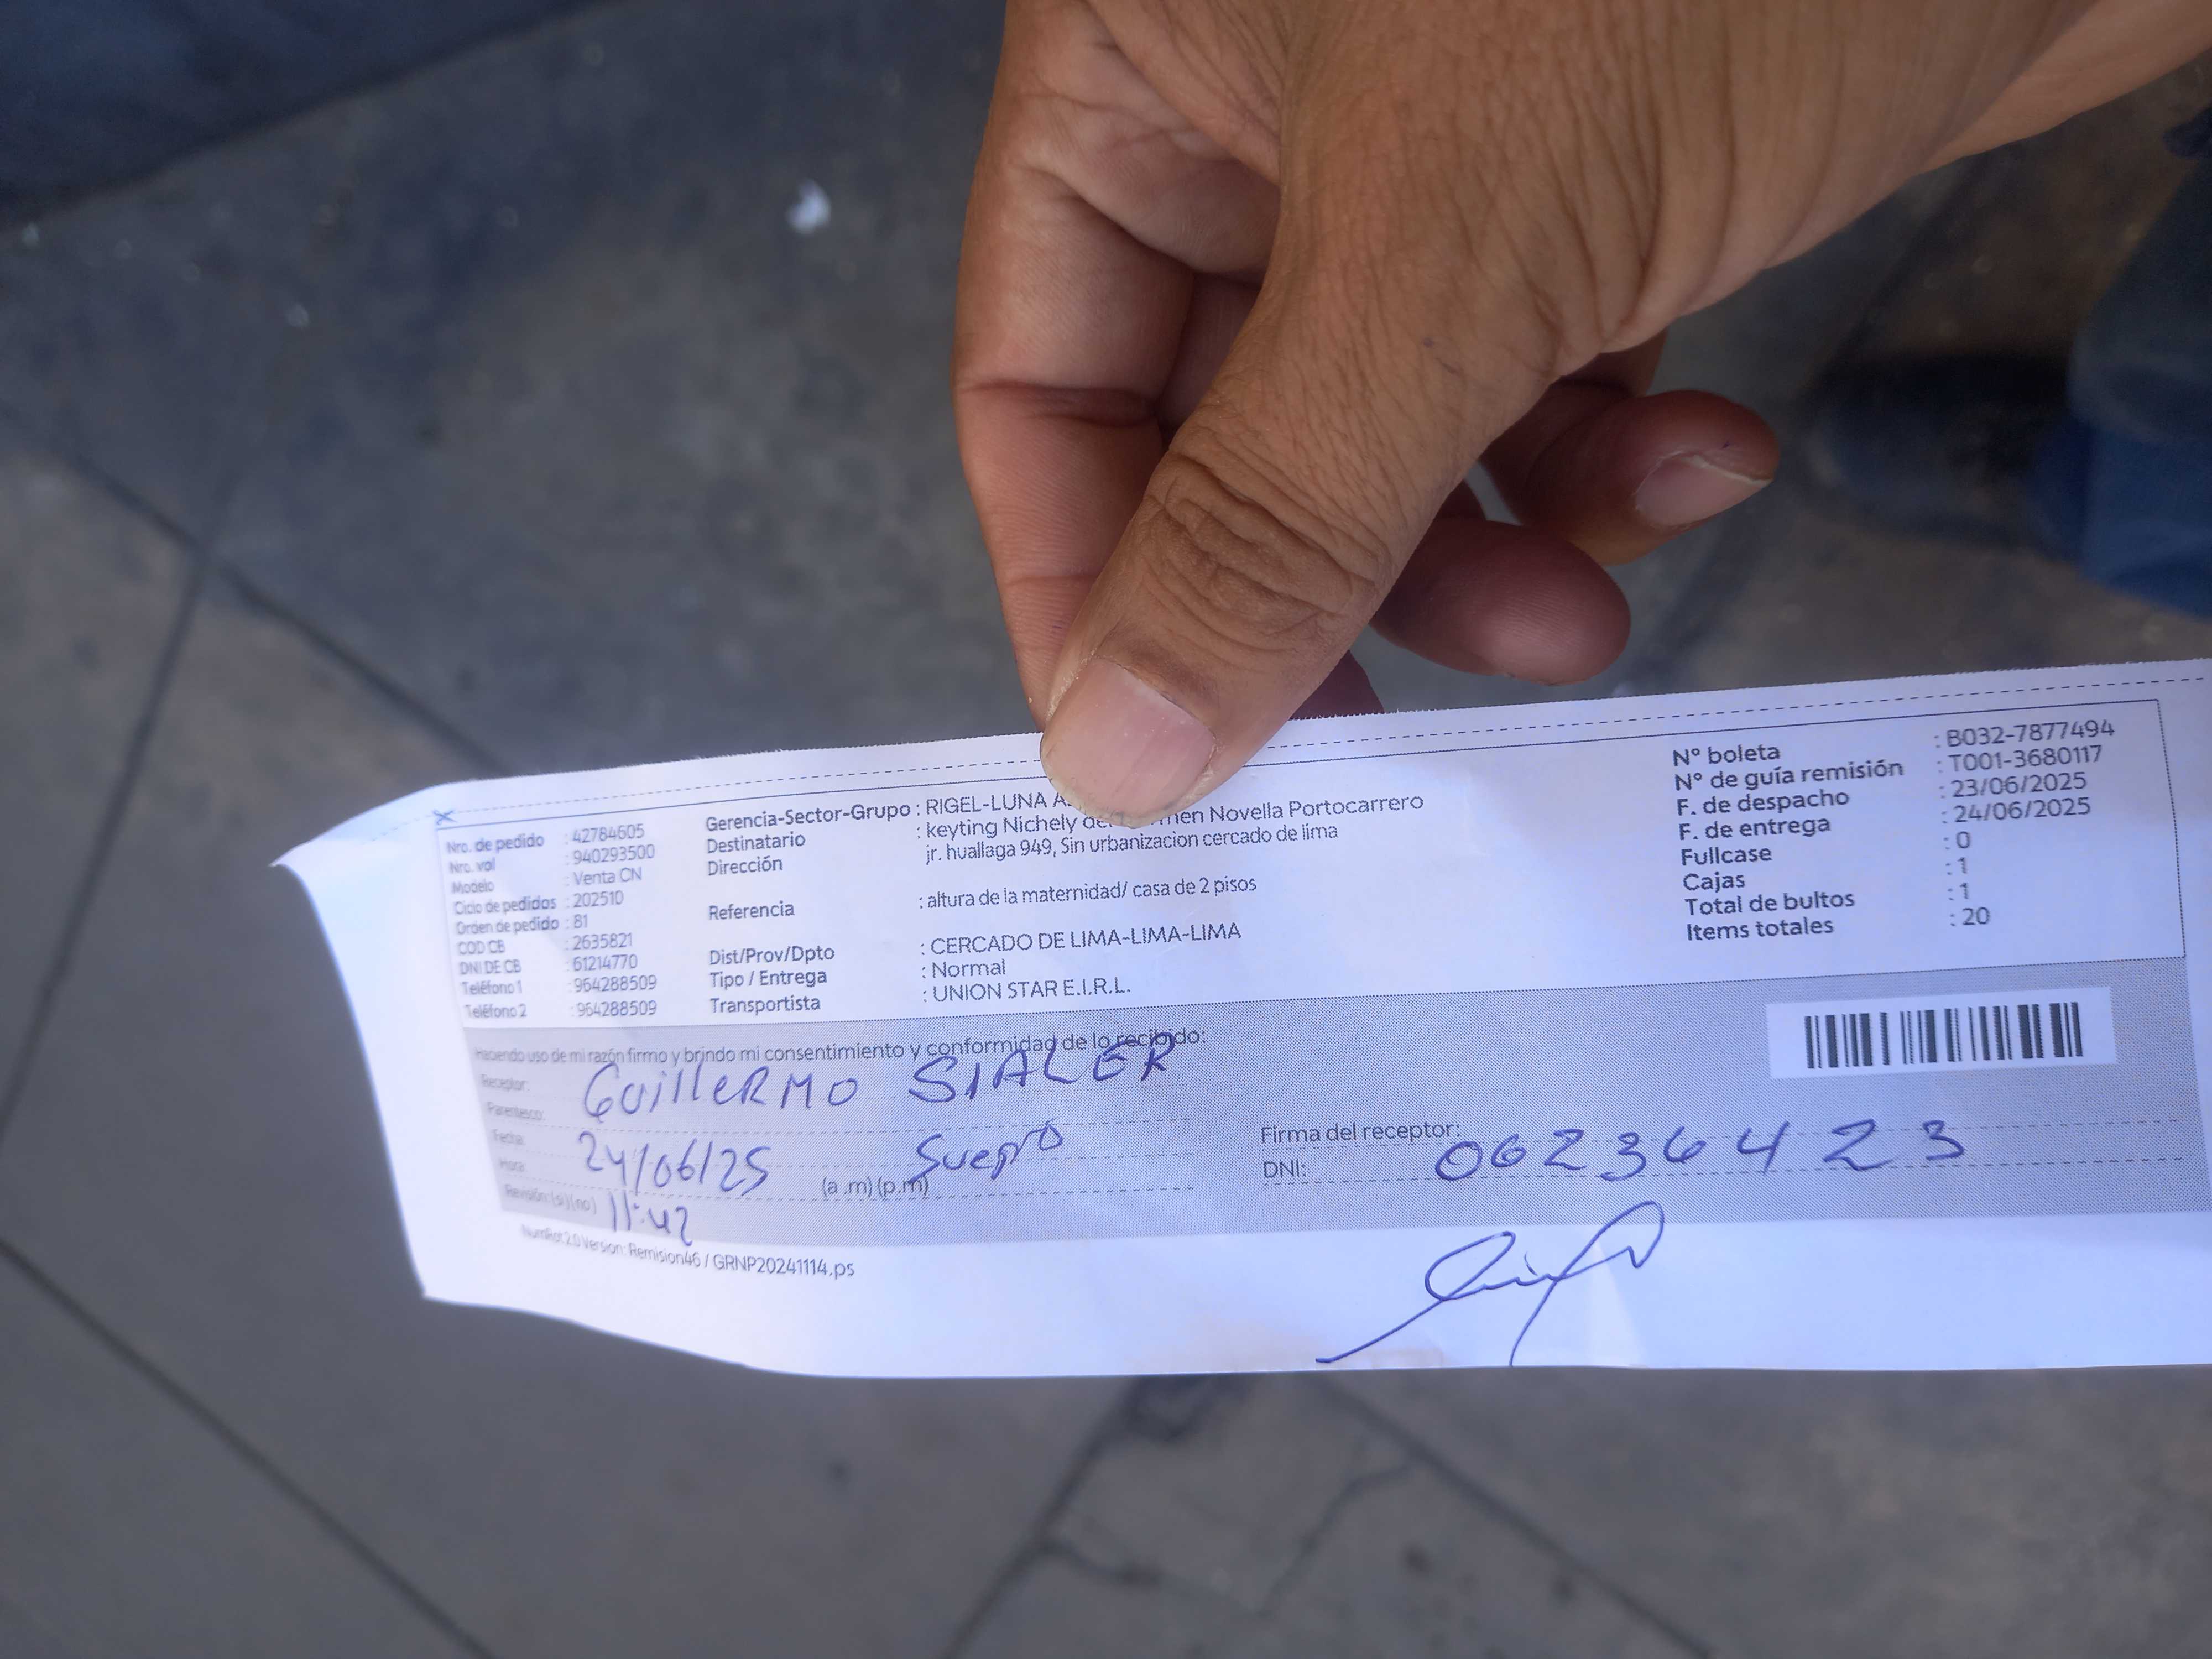 Nro. de pedido : 42784605
Nro. val : 940293500
Modelo : Venta CN
Ciclo de pedidos : 202510
Orden de pedido : 81
COD CB : 2635821
DNI DE CB : 61214770
Teléfono 1 : 964288509
Teléfono 2 : 964288509
Gerencia-Sector-Grupo : RIGEL-LUNA
Destinatario : keyting Nichely Novella Portocarrero
Dirección jr. huallaga 949, Sin urbanizacion cercado de lima
Referencia : altura de la maternidad/ casa de 2 pisos
Dist/Prov/Dpto : CERCADO DE LIMA-LIMA-LIMA
Tipo / Entrega : Normal
Transportista : UNION STAR E.I.R.L.
N° boleta : B032-7877494
N° de guía remisión : T001-3680117
F. de despacho : 23/06/2025
F. de entrega : 24/06/2025
Fullcase : 0
Cajas : 1
Total de bultos : 1
Items totales : 20
Haciendo uso de mi razón firmo y brindo mi consentimiento y conformidad de lo recibido:
Receptor: GuilleRMO SIALER
Parentesco: Suegro
Fecha: 24/06/25
Hora: (a .m) (p.m)
Revisión: (si) (no) 11:42
Firma del receptor:
DNI: 06236423
NumRot:2.0 Version: Remision46 / GRNP20241114.ps